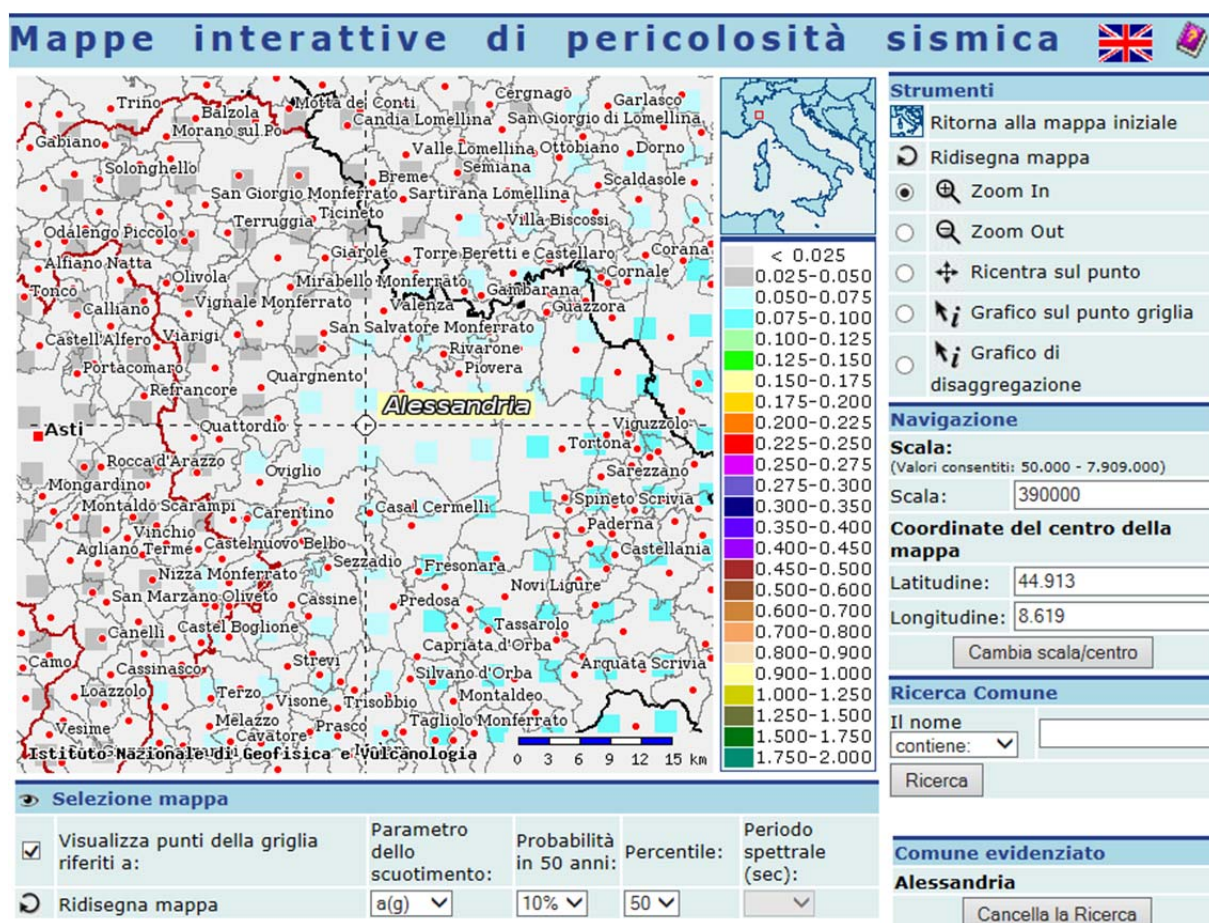 Mappe interattive di pericolosità sismica
Trino
Balzola
Motta de Conti
Cergnago
Garlasco
Morano sul Po
Candia Lomellina
San Giorgio di Lomellina
Gabiano
Valle Lomellina
Ottobiano
Dorno
Solonghello
Breme
Semiana
Scaldasole
San Giorgio Monferrato
Sartirana Lomellina
Terruggia
Ticineto
Villa Biscossi
Odalengo Piccolo
Giarole
Torre Beretti e Castellaro
Corana
Alfiano Natta
Olivola
Mirabello Monferrato
Cornale
Tonco
Vignale Monferrato
Gambarana
Calliano
Valenza
Guazzora
San Salvatore Monferrato
Castell'Alfero
Viarigi
Rivarone
Portacomaro
Quargnento
Piovera
Refrancore
Alessandria
Asti
Quattordio
Viguzzolo
Tortona
Rocca d'Arazzo
Oviglio
Sarezzano
Mongardino
Montaldo Scarampi
Carentino
Casal Cermelli
Spineto Scrivia
Vinchio
Paderna
Agliano Terme
Castelnuovo Belbo
Castellania
Sezzadio
Fresonara
Nizza Monferrato
Novi Ligure
San Marzano Oliveto
Cassine
Predosa
Canelli
Castel Boglione
Tassarolo
Capriata d'Orba
Camo
Cassinasco
Strevi
Silvano d'Orba
Arquata Scrivia
Loazzolo
Terzo
Visone
Trisobbio
Montaldeo
Vesime
Melazzo
Prasco
Tagliolo Monferrato
Cavatore
Istituto Nazionale di Geofisica e Vulcanologia
0 3 6 9 12 15 km
< 0.025
0.025-0.050
0.050-0.075
0.075-0.100
0.100-0.125
0.125-0.150
0.150-0.175
0.175-0.200
0.200-0.225
0.225-0.250
0.250-0.275
0.275-0.300
0.300-0.350
0.350-0.400
0.400-0.450
0.450-0.500
0.500-0.600
0.600-0.700
0.700-0.800
0.800-0.900
0.900-1.000
1.000-1.250
1.250-1.500
1.500-1.750
1.750-2.000
Strumenti
Ritorna alla mappa iniziale
Ridisegna mappa
Zoom In
Zoom Out
Ricentra sul punto
Grafico sul punto griglia
Grafico di
disaggregazione
Navigazione
Scala:
(Valori consentiti: 50.000 - 7.909.000)
Scala: 390000
Coordinate del centro della
mappa
Latitudine: 44.913
Longitudine: 8.619
Cambia scala/centro
Ricerca Comune
Il nome
contiene:
Ricerca
Comune evidenziato
Alessandria
Cancella la Ricerca
Selezione mappa
Visualizza punti della griglia
riferiti a:
Parametro
dello
scuotimento:
Probabilità
in 50 anni:
Percentile:
Periodo
spettrale
(sec):
Ridisegna mappa
a(g)
10%
50